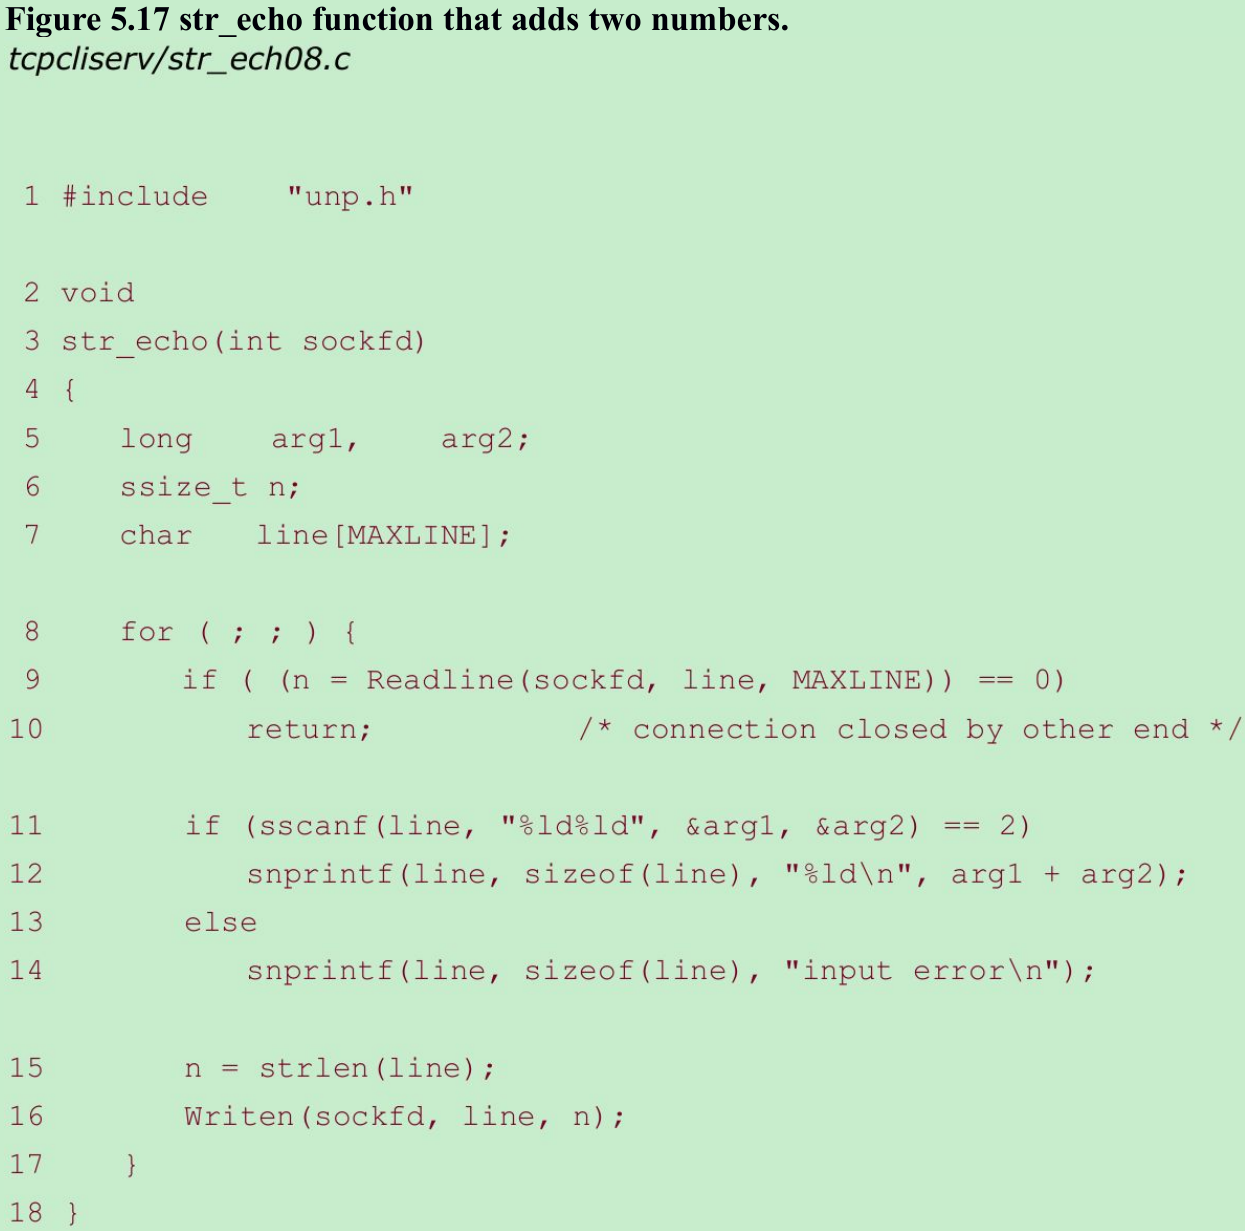 Figure 5.17 str_echo function that adds two numbers.
tcpcliserv/str_ech08.c
1 #include    "unp.h"
2 void
3 str_echo(int sockfd)
4 {
5    long    arg1,    arg2;
6    ssize_t n;
7    char    line[MAXLINE];
8    for ( ; ; ) {
9        if ( (n = Readline(sockfd, line, MAXLINE)) == 0)
10            return;            /* connection closed by other end */
11        if (sscanf(line, "%ld%ld", &arg1, &arg2) == 2)
12            snprintf(line, sizeof(line), "%ld\n", arg1 + arg2);
13        else
14            snprintf(line, sizeof(line), "input error\n");
15        n = strlen(line);
16        Writen(sockfd, line, n);
17    }
18 }